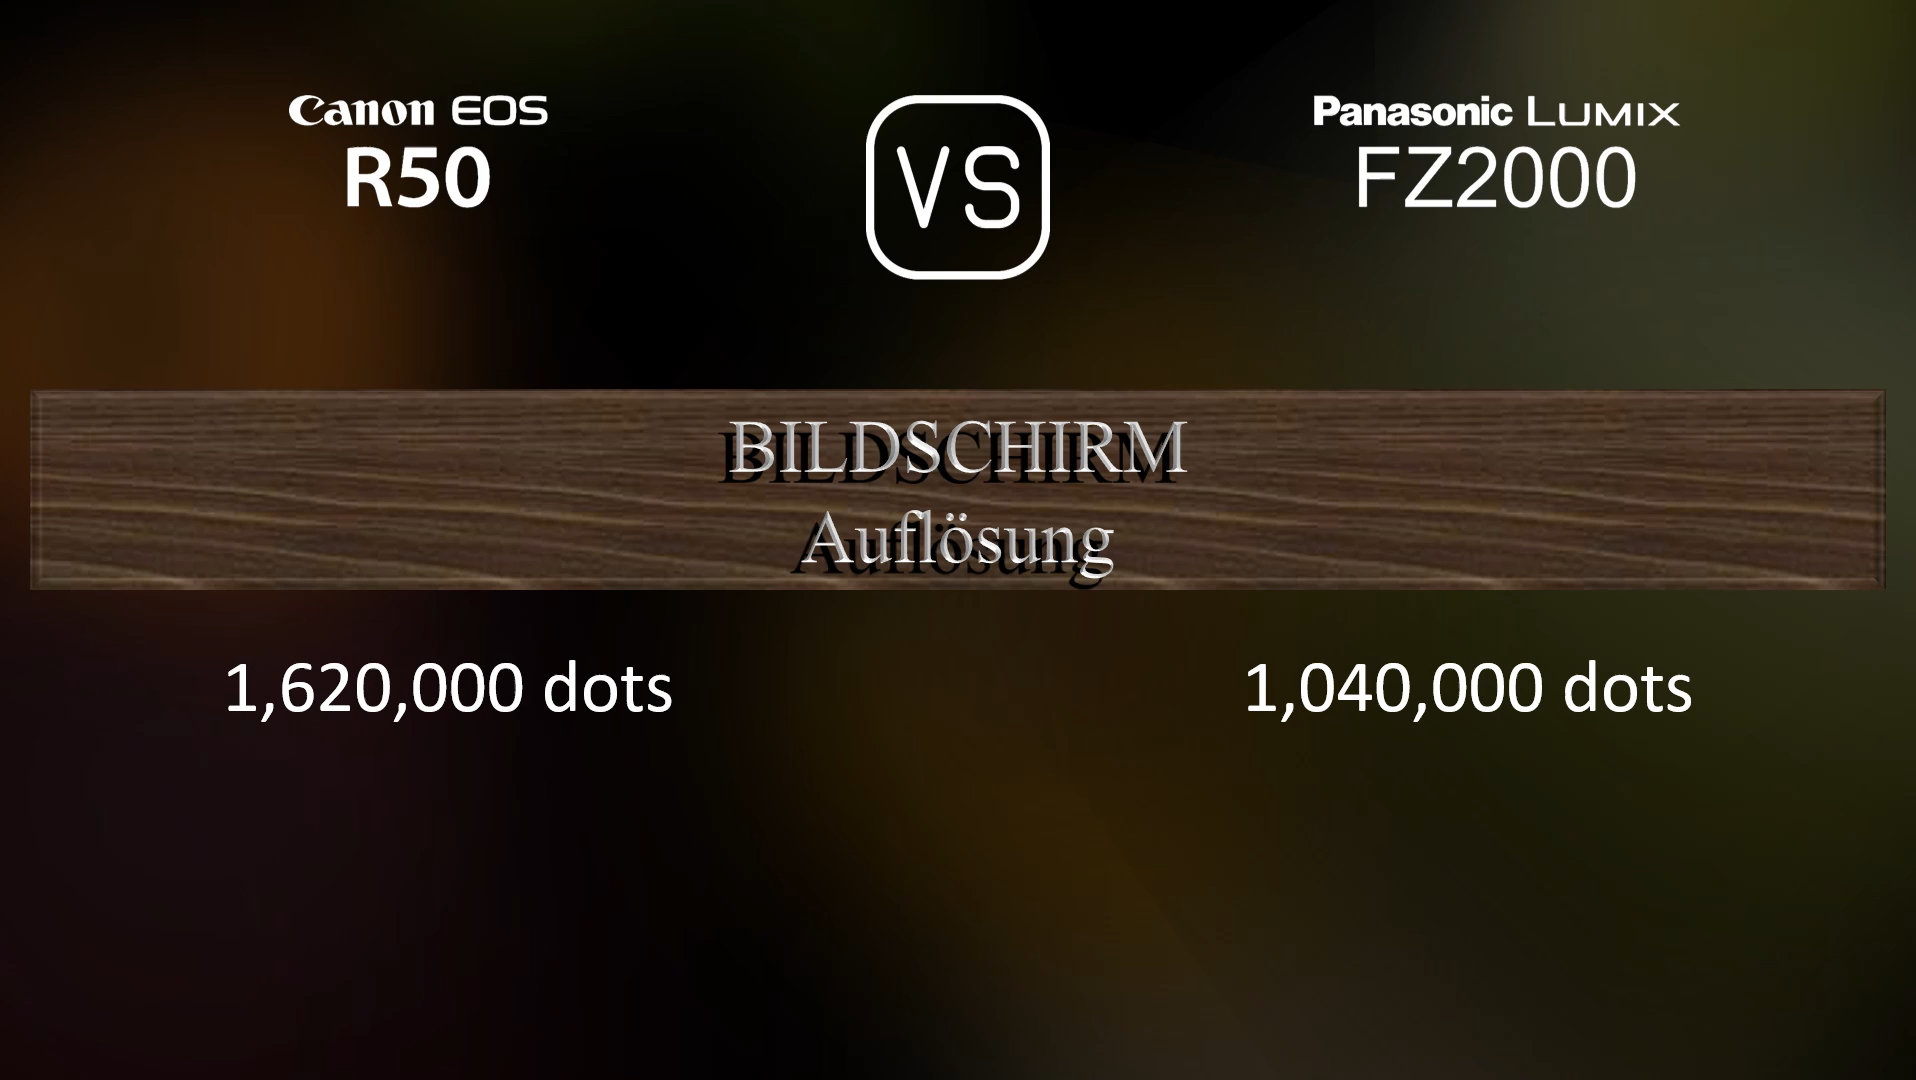 Canon EOS
R50
VS
Panasonic LUMIX
FZ2000
BILDSCHIRM
Auflösung
1,620,000 dots
1,040,000 dots